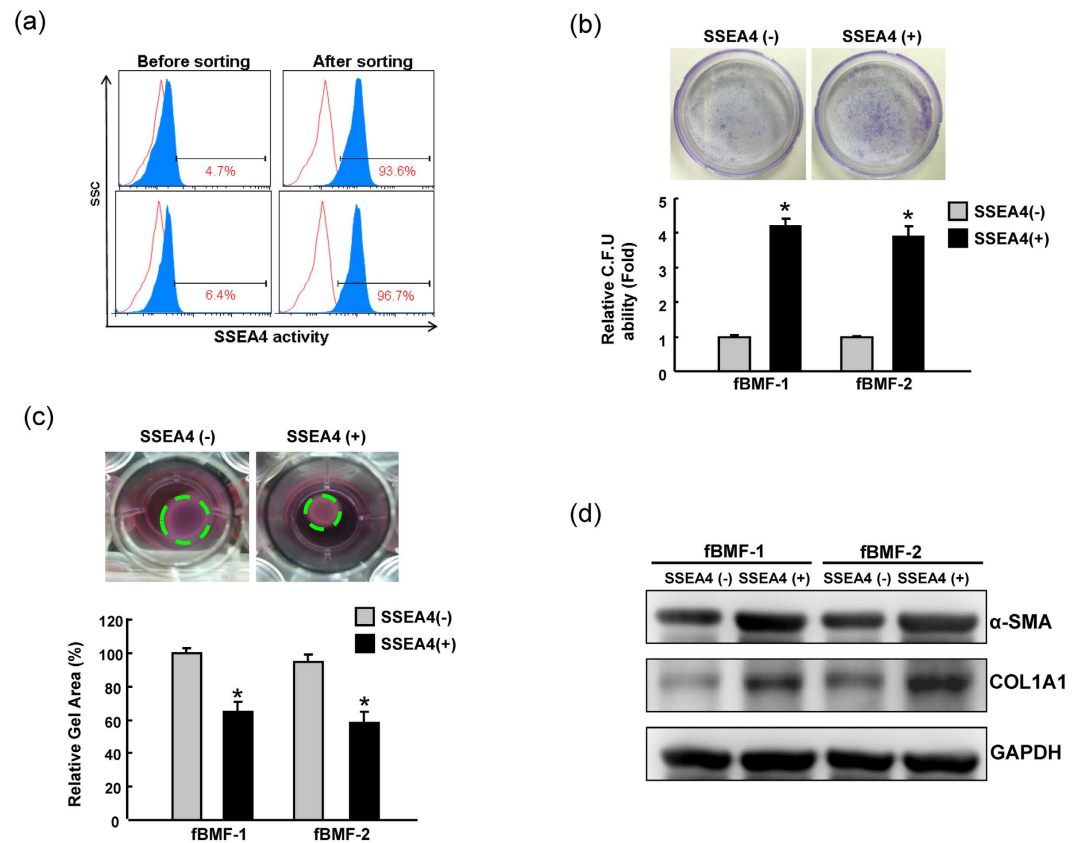 (a)
Before sorting
After sorting
4.7%
93.6%
6.4%
96.7%
SSC
SSEA4 activity
(b)
SSEA4 (-)
SSEA4 (+)
5
4
3
2
1
0
Relative C.F.U
ability (Fold)
*
*
SSEA4(-)
SSEA4(+)
fBMF-1
fBMF-2
(c)
SSEA4 (-)
SSEA4 (+)
120
100
80
60
40
20
0
Relative Gel Area (%)
SSEA4(-)
SSEA4(+)
*
*
fBMF-1
fBMF-2
(d)
fBMF-1
fBMF-2
SSEA4 (-) SSEA4 (+) SSEA4 (-) SSEA4 (+)
α-SMA
COL1A1
GAPDH